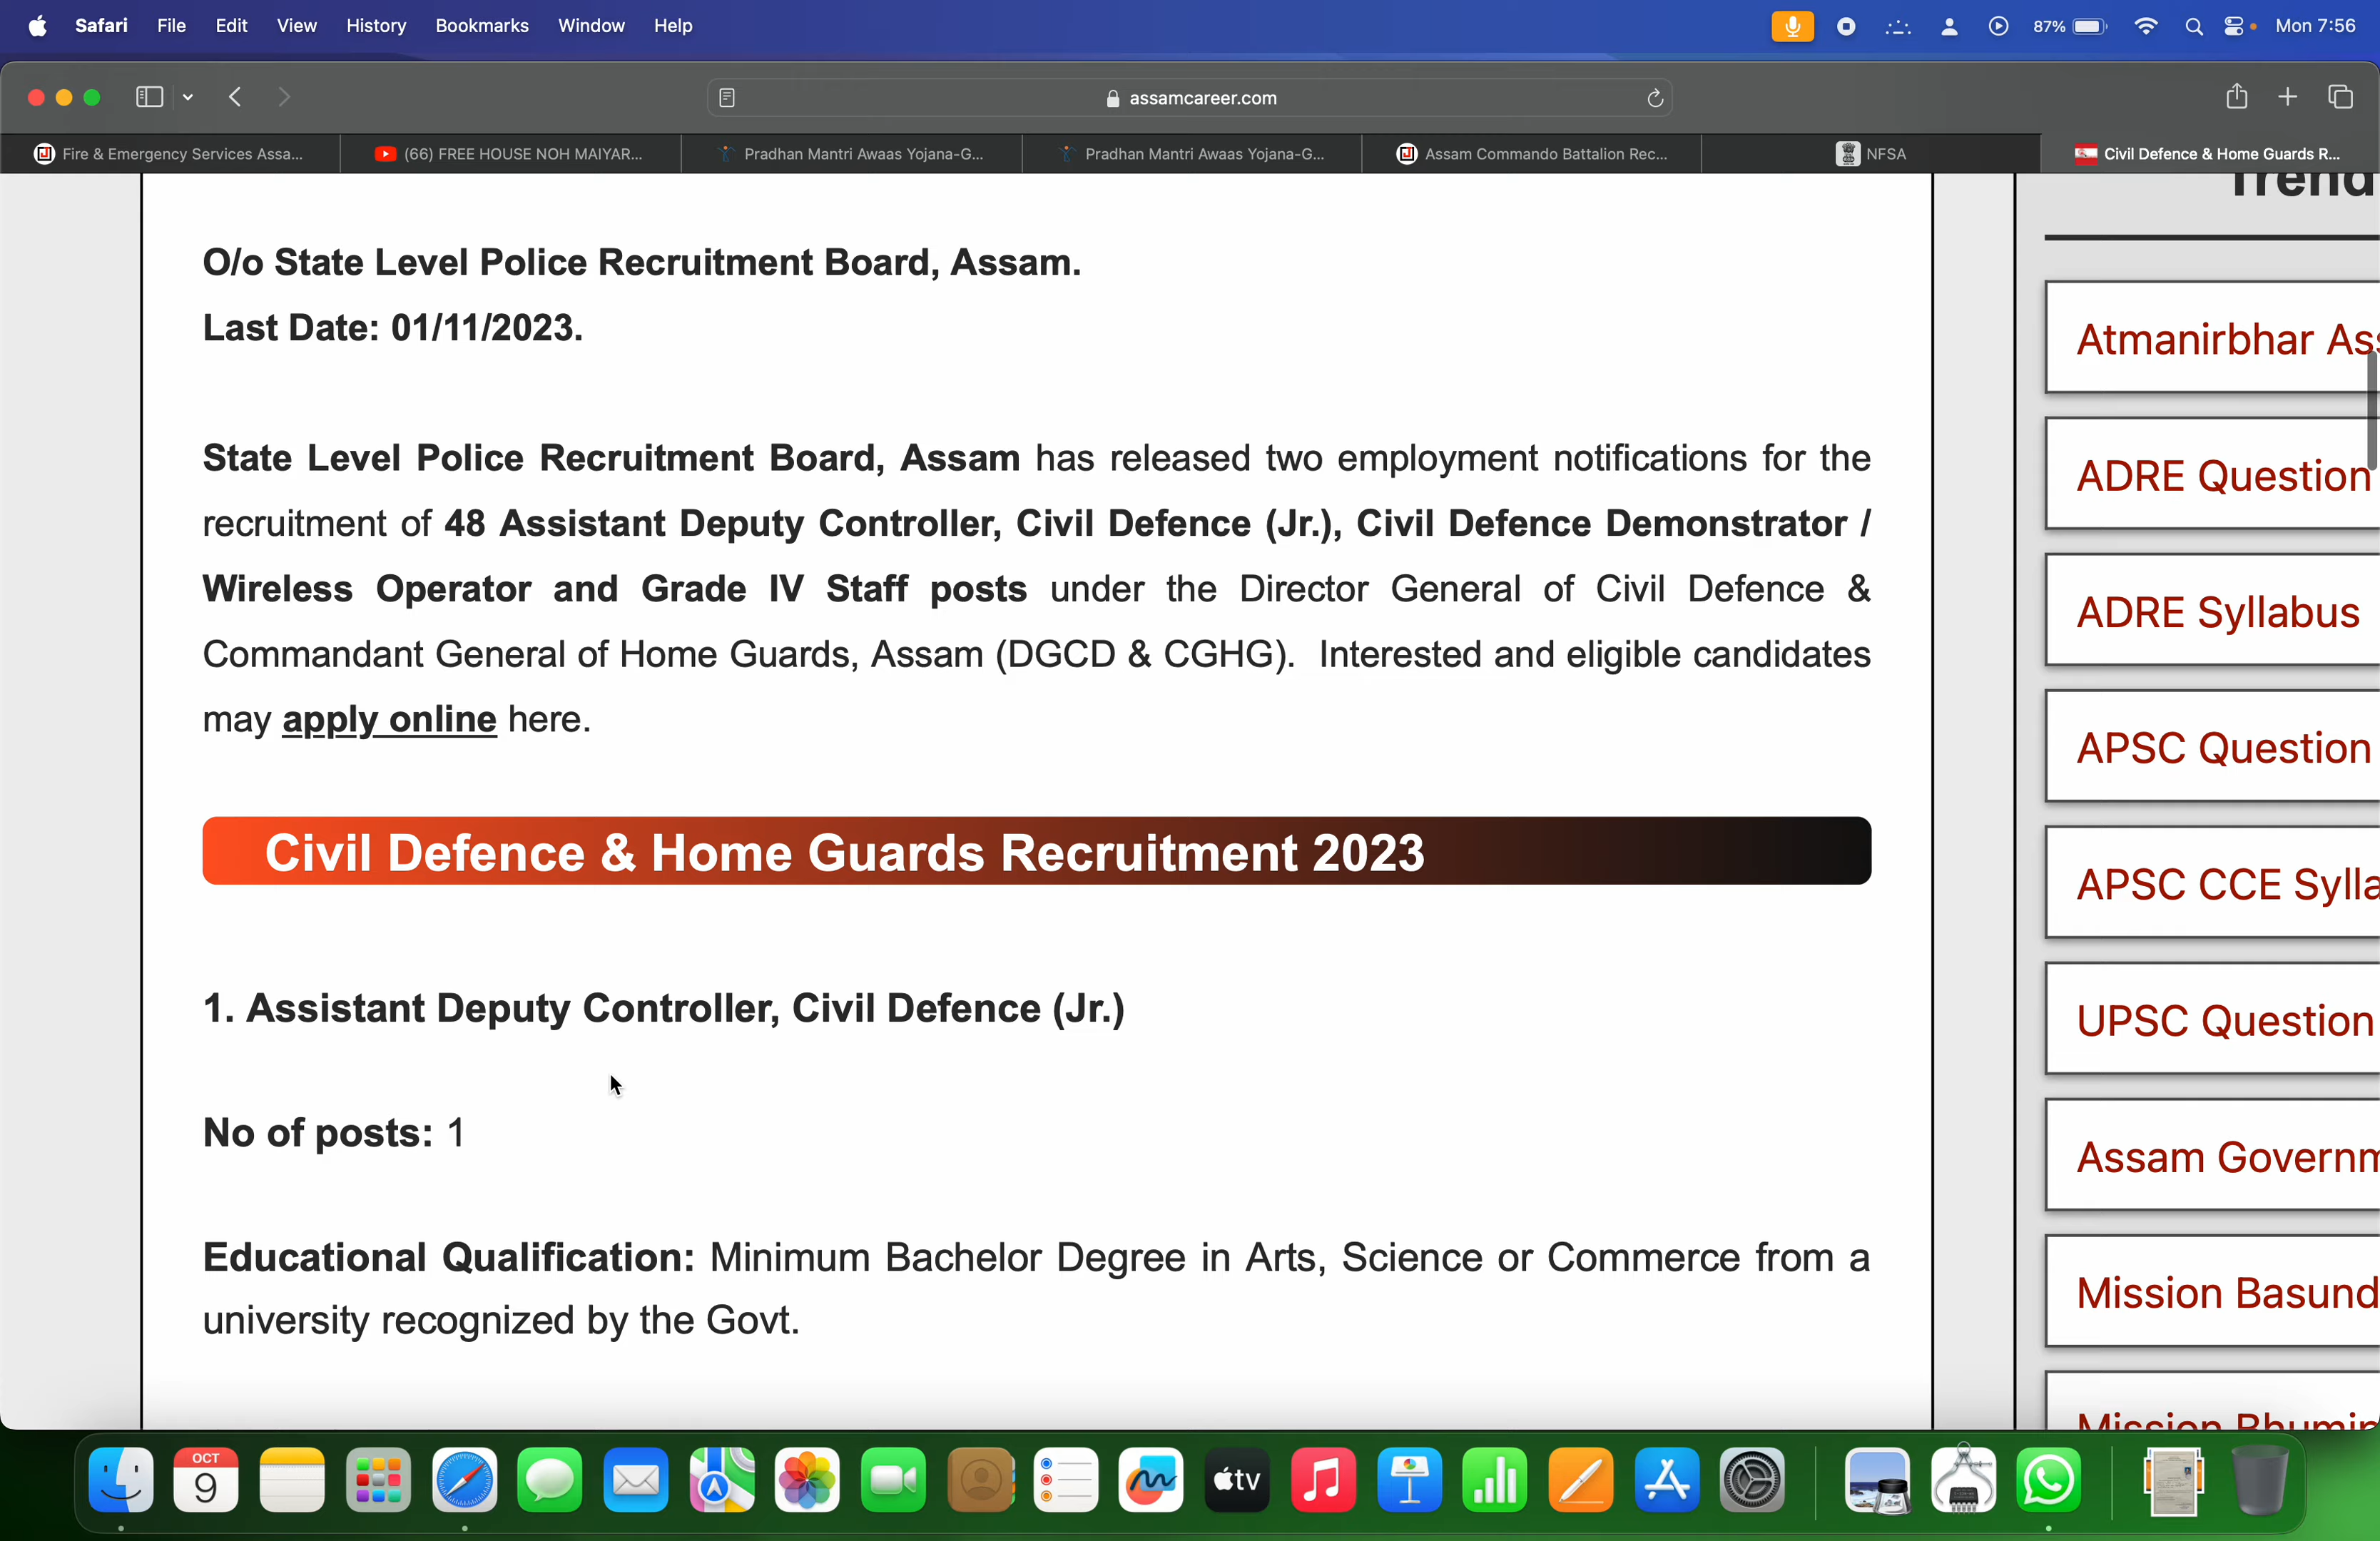 Safari File Edit View History Bookmarks Window Help 87% Mon 7:56
assamcareer.com
Fire & Emergency Services Assa... (66) FREE HOUSE NOH MAIYAR... Pradhan Mantri Awaas Yojana-G... Pradhan Mantri Awaas Yojana-G... Assam Commando Battalion Rec... NFSA Civil Defence & Home Guards R...
O/o State Level Police Recruitment Board, Assam.
Last Date: 01/11/2023.
State Level Police Recruitment Board, Assam has released two employment notifications for the
recruitment of 48 Assistant Deputy Controller, Civil Defence (Jr.), Civil Defence Demonstrator /
Wireless Operator and Grade IV Staff posts under the Director General of Civil Defence &
Commandant General of Home Guards, Assam (DGCD & CGHG). Interested and eligible candidates
may apply online here.
Civil Defence & Home Guards Recruitment 2023
1. Assistant Deputy Controller, Civil Defence (Jr.)
No of posts: 1
Educational Qualification: Minimum Bachelor Degree in Arts, Science or Commerce from a
university recognized by the Govt.
Trend
Atmanirbhar Ass
ADRE Question
ADRE Syllabus
APSC Question
APSC CCE Sylla
UPSC Question
Assam Governm
Mission Basund
Mission Bhumip
OCT
9
tv